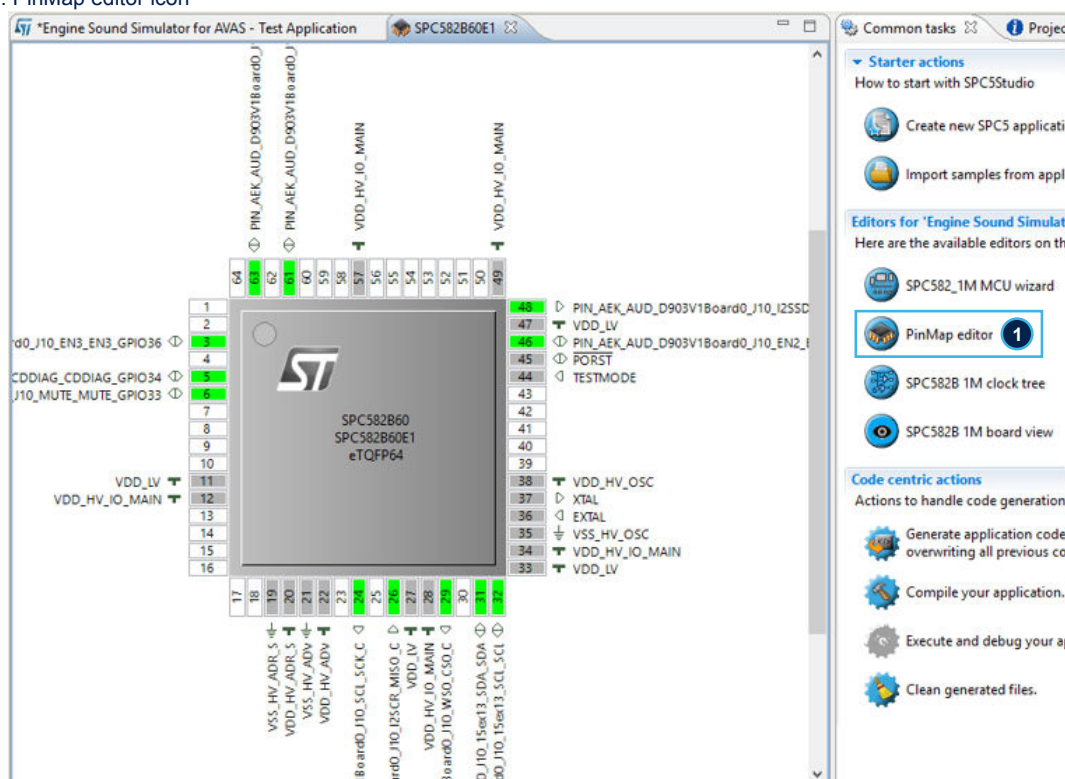 . PinMap editor icon
*Engine Sound Simulator for AVAS - Test Application
SPC582B60E1
Common tasks
Projec
Starter actions
How to start with SPC5Studio
Create new SPC5 applicati
Import samples from appl
Editors for 'Engine Sound Simulat
Here are the available editors on th
SPC582_1M MCU wizard
PinMap editor
1
SPC582B 1M clock tree
SPC582B 1M board view
Code centric actions
Actions to handle code generation
Generate application code
overwriting all previous co
Compile your application.
Execute and debug your a
Clean generated files.
PIN_AEK_AUD_D903V1Board0_J
PIN_AEK_AUD_D903V1Board0_J1
VDD_HV_IO_MAIN
VDD_HV_IO_MAIN
64 63 62 61 60 59 58 57 56 55 54 53 52 51 50 49
1
2
d0_J10_EN3_EN3_GPIO36 3
4
CDDIAG_CDDIAG_GPIO34 5
J10_MUTE_MUTE_GPIO33 6
7
8
9
10
VDD_LV 11
VDD_HV_IO_MAIN 12
13
14
15
16
ST
SPC582B60
SPC582B60E1
eTQFP64
48 PIN_AEK_AUD_D903V1Board0_J10_I2SSD
47 VDD_LV
46 PIN_AEK_AUD_D903V1Board0_J10_EN2_E
45 PORST
44 TESTMODE
43
42
41
40
39
38 VDD_HV_OSC
37 XTAL
36 EXTAL
35 VSS_HV_OSC
34 VDD_HV_IO_MAIN
33 VDD_LV
17 18 19 20 21 22 23 24 25 26 27 28 29 30 31 32
VSS_HV_ADR_S
VDD_HV_ADR_S
VSS_HV_ADV
VDD_HV_ADV
Board0_J10_SCL_SCK_C
rd0_J10_I2SCR_MISO_C
VDD_LV
VDD_HV_IO_MAIN
Board0_J10_WS0_CS0_C
0_J10_15ex13_SDA_SDA
d0_J10_15ex13_SCL_SCL